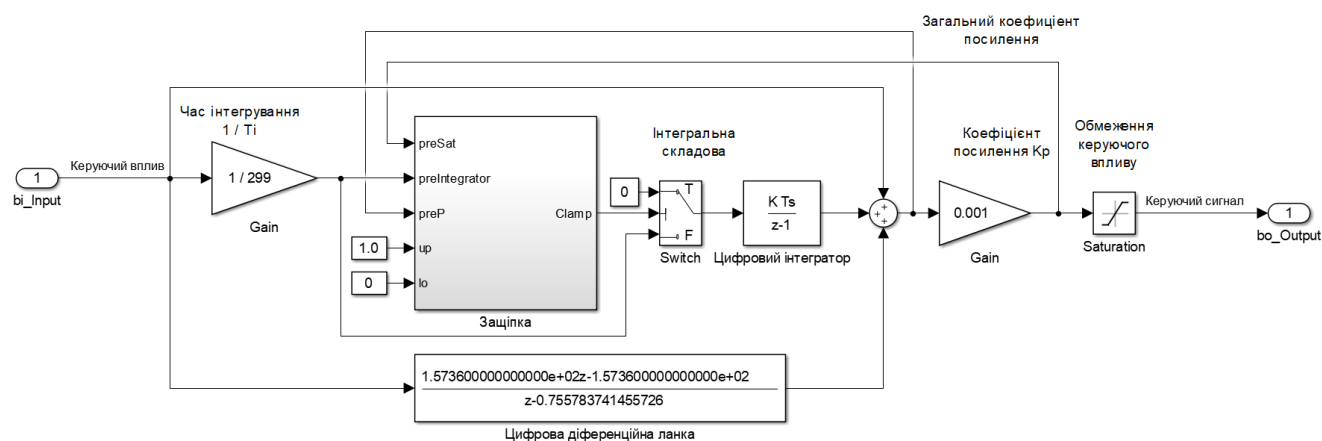 Загальний коефициєнт
посилення
Час інтегрування
1 / Ti
Керуючий вплив
1
bi_Input
1 / 299
Gain
preSat
preIntegrator
preP
up
lo
Clamp
1.0
0
Защіпка
Інтегральна
складова
0
T
F
Switch
K Ts
z-1
Цифровий інтегратор
+
+
+
Коефіцієнт
посилення Kp
0.001
Gain
Обмеження
керуючого
впливу
Saturation
Керуючий сигнал
1
bo_Output
1.573600000000000e+02z-1.573600000000000e+02
z-0.755783741455726
Цифрова діференційна ланка